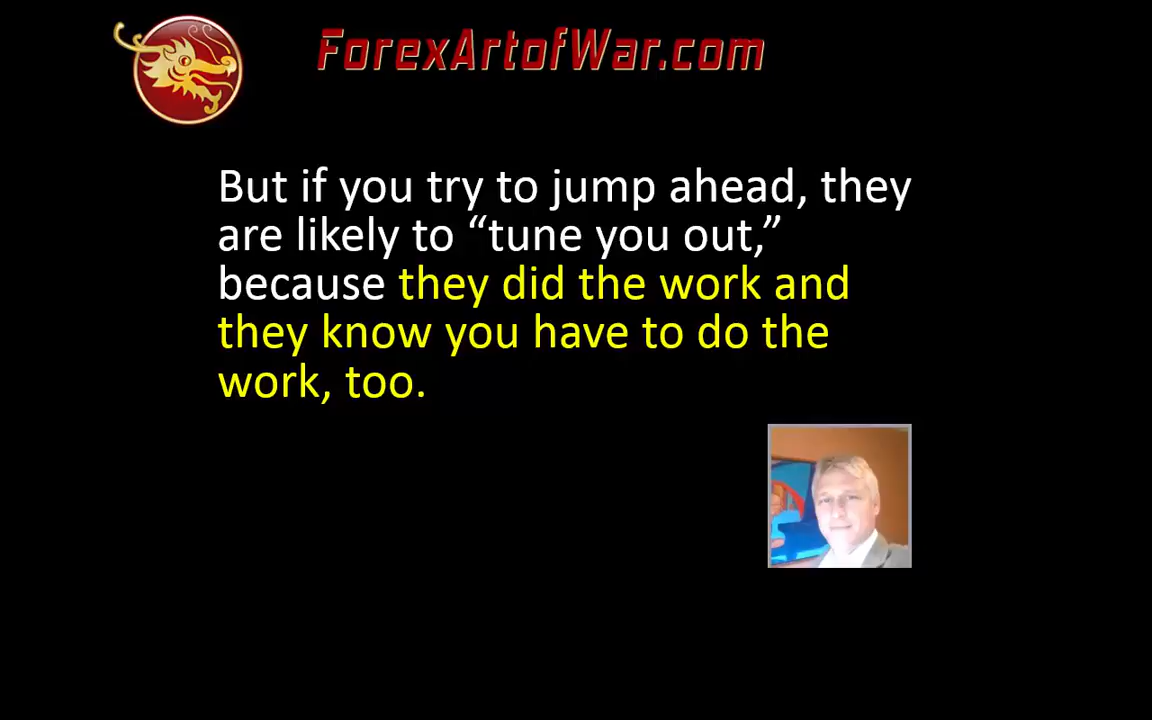 ForexArtofWar.com
But if you try to jump ahead, they
are likely to “tune you out,”
because they did the work and
they know you have to do the
work, too.